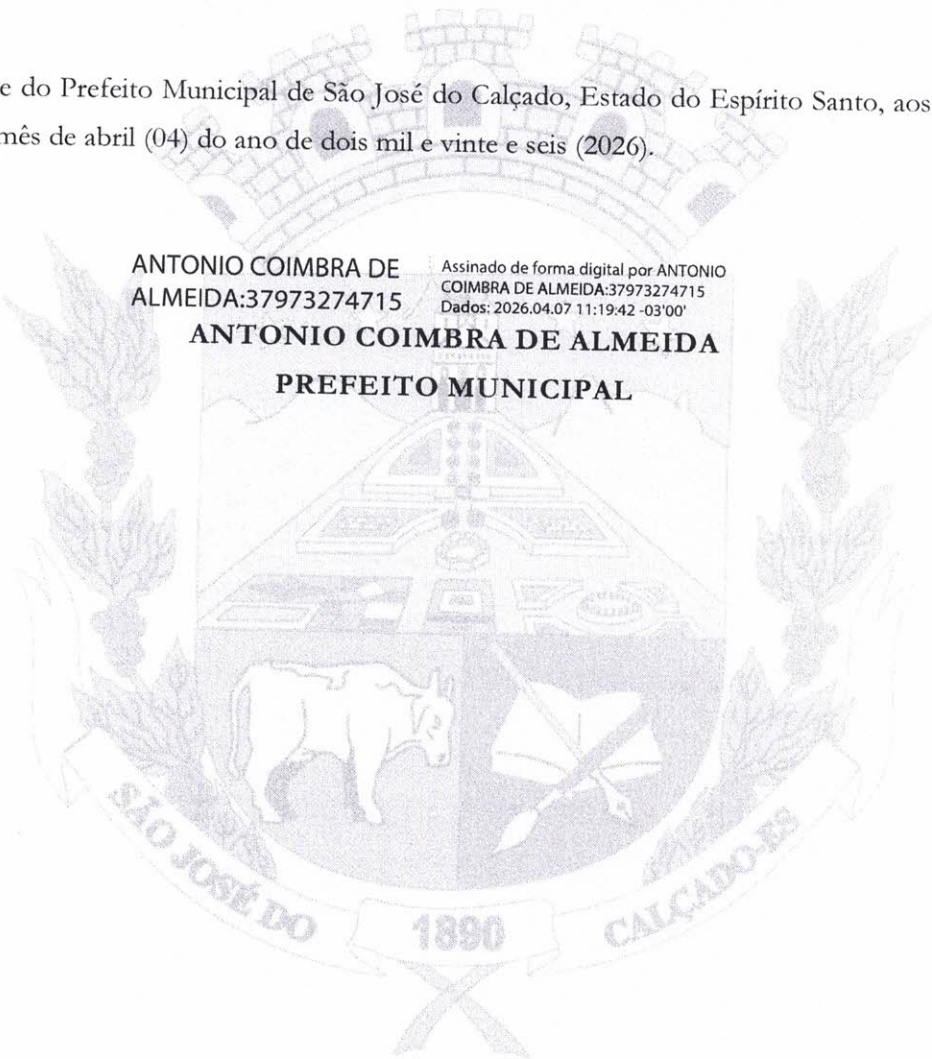 e do Prefeito Municipal de São José do Calçado, Estado do Espírito Santo, aos
mês de abril (04) do ano de dois mil e vinte e seis (2026).
ANTONIO COIMBRA DE
ALMEIDA:37973274715
Assinado de forma digital por ANTONIO
COIMBRA DE ALMEIDA:37973274715
Dados: 2026.04.07 11:19:42 -03'00'
ANTONIO COIMBRA DE ALMEIDA
PREFEITO MUNICIPAL
SÃO JOSÉ DO
1890
CALÇADO-ES